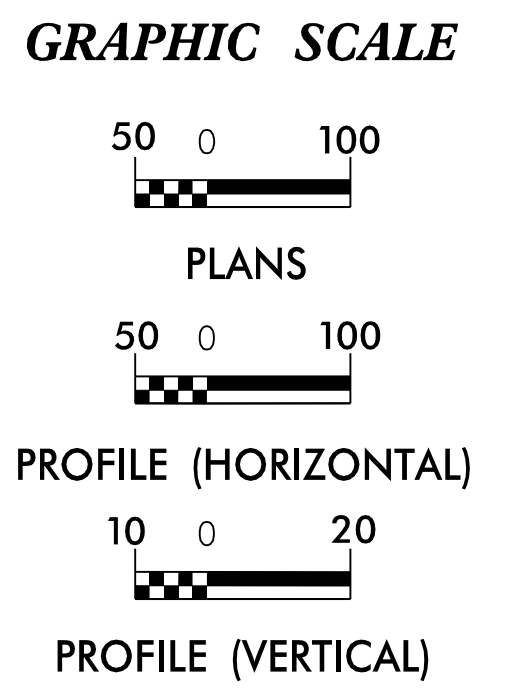 GRAPHIC SCALE
50 0 100
PLANS
50 0 100
PROFILE (HORIZONTAL)
10 0 20
PROFILE (VERTICAL)